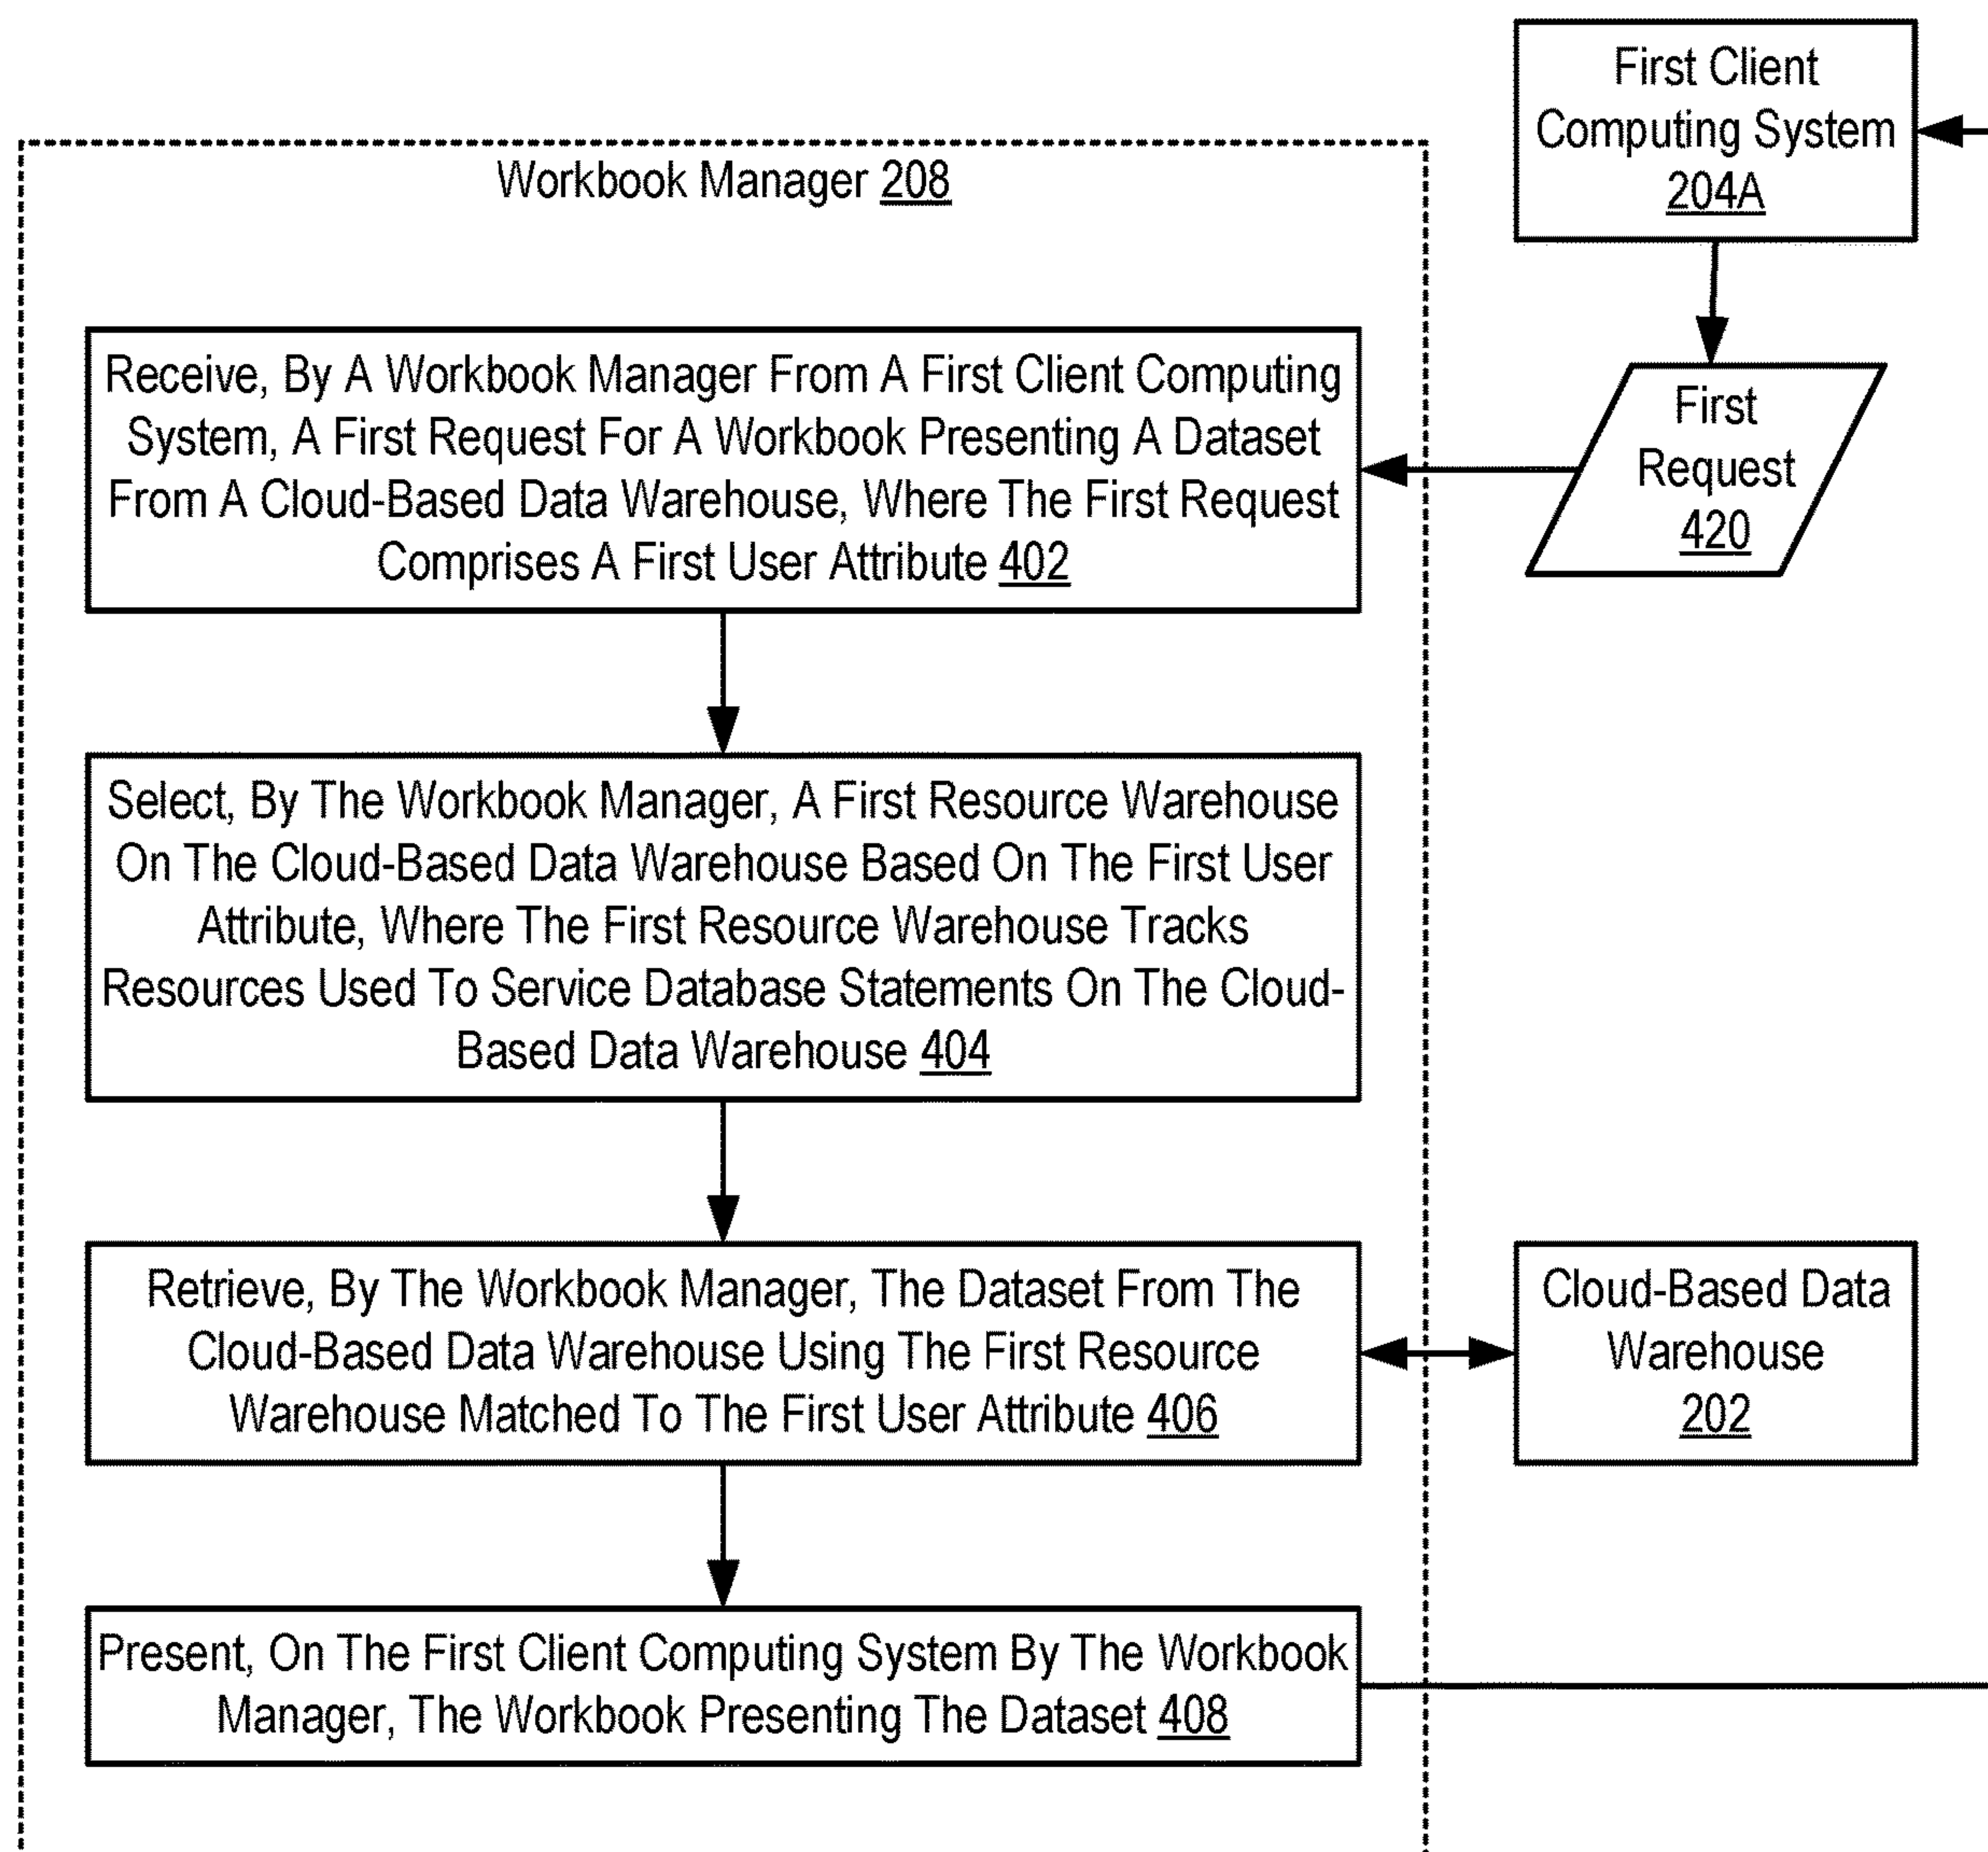 First Client
Computing System
204A
Workbook Manager 208
Receive, By A Workbook Manager From A First Client Computing
System, A First Request For A Workbook Presenting A Dataset
From A Cloud-Based Data Warehouse, Where The First Request
Comprises A First User Attribute 402
First
Request
420
Select, By The Workbook Manager, A First Resource Warehouse
On The Cloud-Based Data Warehouse Based On The First User
Attribute, Where The First Resource Warehouse Tracks
Resources Used To Service Database Statements On The Cloud-
Based Data Warehouse 404
Retrieve, By The Workbook Manager, The Dataset From The
Cloud-Based Data Warehouse Using The First Resource
Warehouse Matched To The First User Attribute 406
Cloud-Based Data
Warehouse
202
Present, On The First Client Computing System By The Workbook
Manager, The Workbook Presenting The Dataset 408